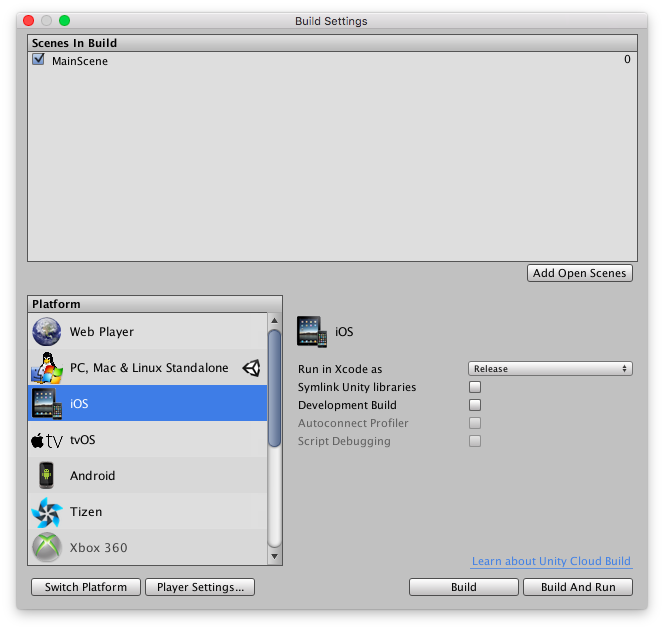 Build Settings
Scenes In Build
MainScene 0
Add Open Scenes
Platform
Web Player
PC, Mac & Linux Standalone
iOS
tv tvOS
Android
Tizen
Xbox 360
iOS
Run in Xcode as Release
Symlink Unity libraries
Development Build
Autoconnect Profiler
Script Debugging
Learn about Unity Cloud Build
Switch Platform Player Settings... Build Build And Run